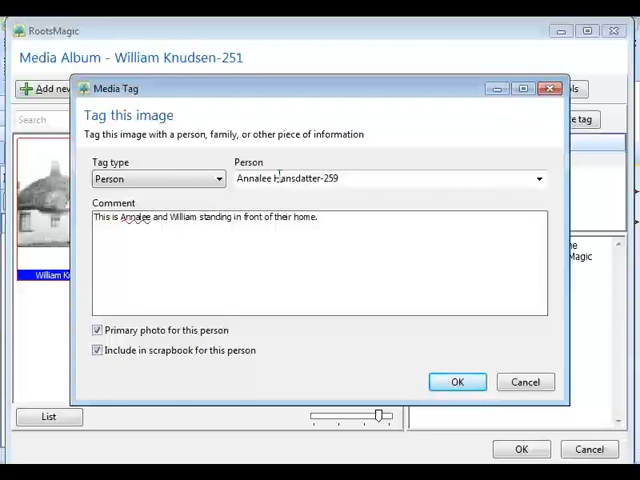 RootsMagic
Media Album - William Knudsen-251
Add new
Media Tag
Tag this image
Tag this image with a person, family, or other piece of information
Search
Tag type
Person
Person
Annalee Hansdatter-259
Comment
This is Annalee and William standing in front of their home.
William
Magic
Primary photo for this person
Include in scrapbook for this person
OK
Cancel
List
OK
Cancel